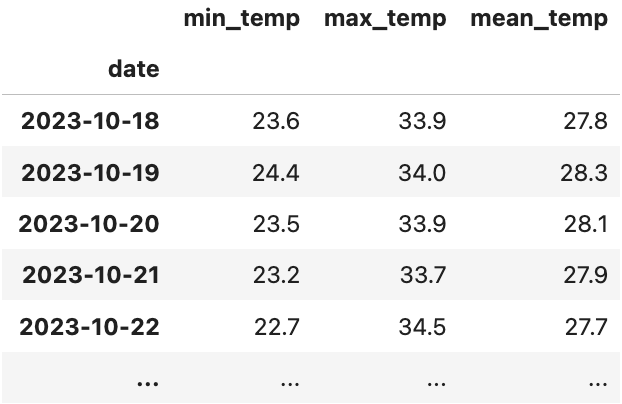 min_temp max_temp mean_temp
date
2023-10-18 23.6 33.9 27.8
2023-10-19 24.4 34.0 28.3
2023-10-20 23.5 33.9 28.1
2023-10-21 23.2 33.7 27.9
2023-10-22 22.7 34.5 27.7
... ... ... ...